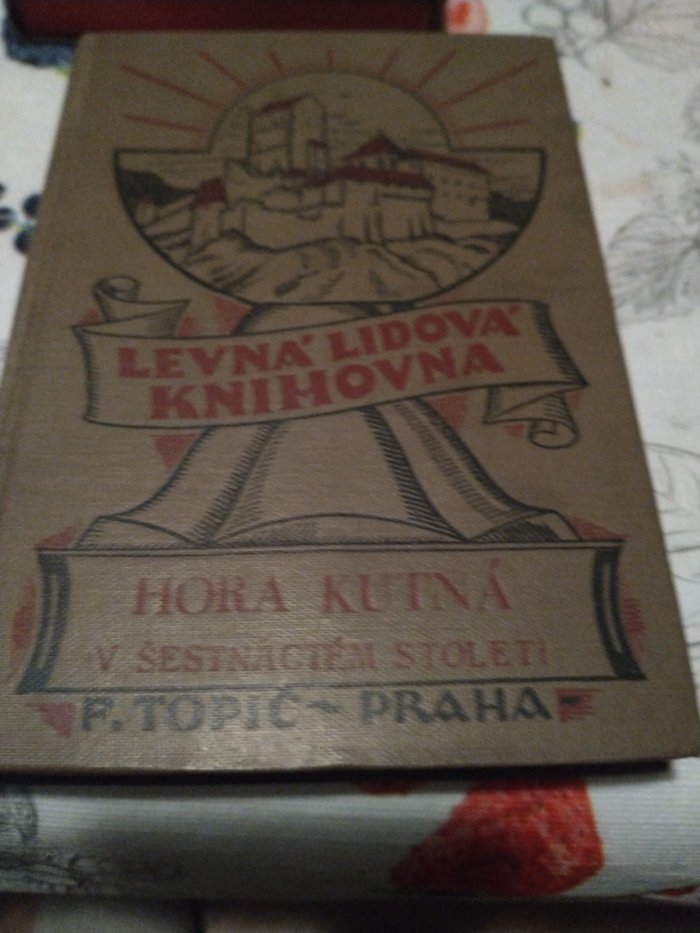 LEVNÁ LIDOVÁ
KNIHOVNA
HORA KUTNÁ
V ŠESTNÁCTÉM STOLETÍ
F. TOPIČ - PRAHA